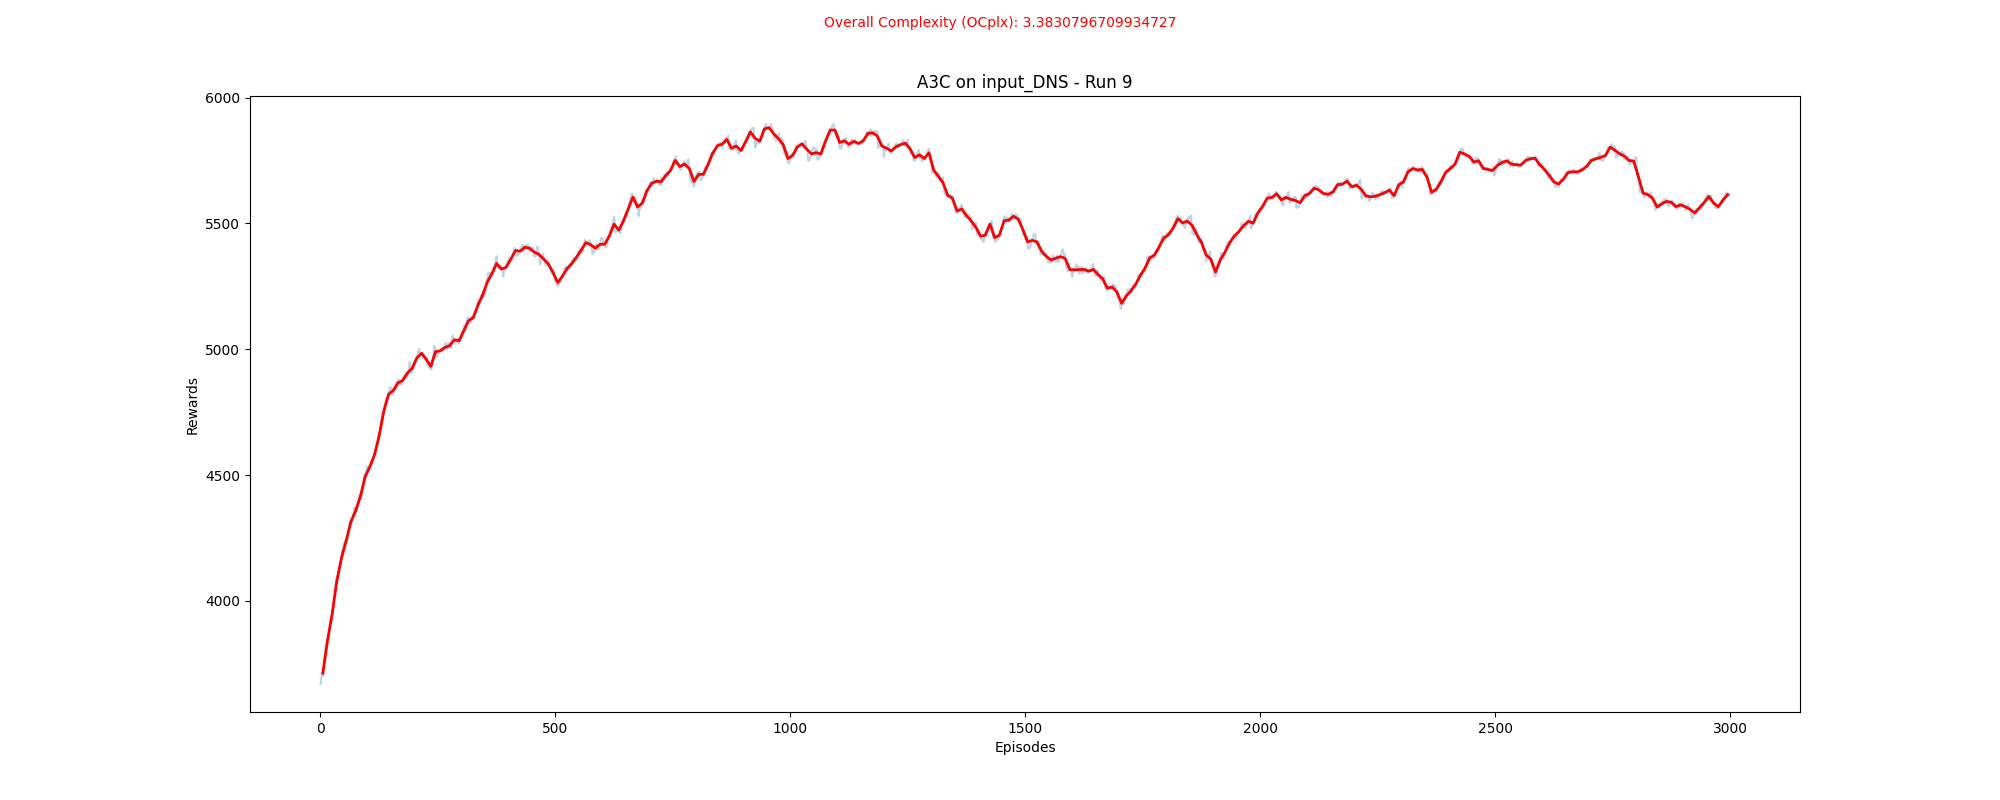 Overall Complexity (OCplx): 3.3830796709934727
A3C on input_DNS - Run 9
6000
5500
5000
4500
4000
Rewards
0 500 1000 1500 2000 2500 3000
Episodes